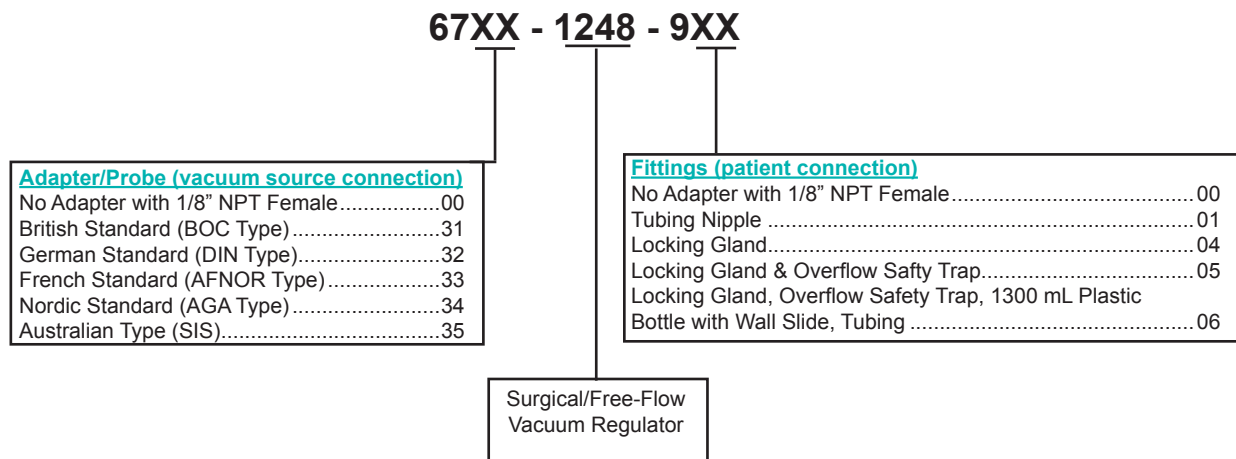 67XX - 1248 - 9XX
Adapter/Probe (vacuum source connection)
No Adapter with 1/8” NPT Female.................00
British Standard (BOC Type)..........................31
German Standard (DIN Type).........................32
French Standard (AFNOR Type)....................33
Nordic Standard (AGA Type)..........................34
Australian Type (SIS).......................................35
Fittings (patient connection)
No Adapter with 1/8” NPT Female............................................00
Tubing Nipple ............................................................................01
Locking Gland............................................................................04
Locking Gland & Overflow Safty Trap.......................................05
Locking Gland, Overflow Safety Trap, 1300 mL Plastic
Bottle with Wall Slide, Tubing ...................................................06
Surgical/Free-Flow
Vacuum Regulator